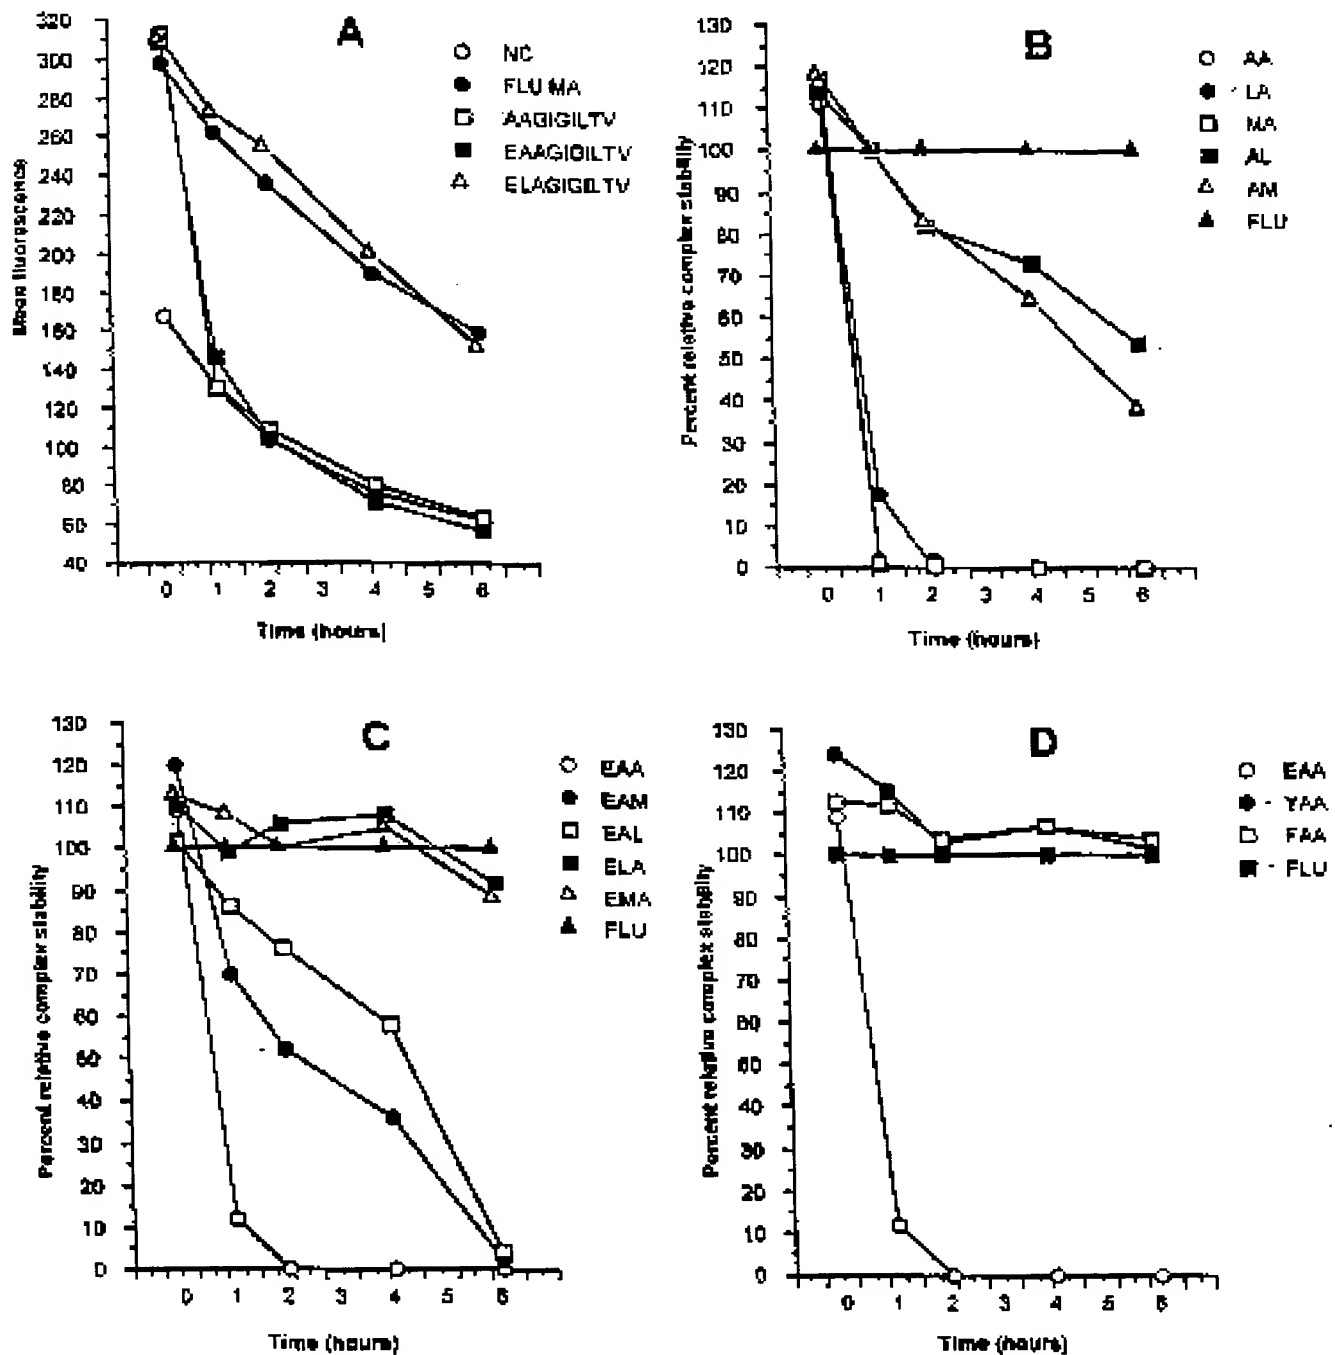 A
320
300
280
260
240
220
200
180
160
140
120
100
80
60
40
0 1 2 4 5 6
Mean fluorescence
Time (hours)
NC
FLU MA
AAGIGILTV
EAAGIGILTV
ELAGIGILTV
B
130
120
110
100
90
80
70
60
50
40
30
20
10
0
0 1 2 3 4 5 6
Percent relative complex stability
Time (hours)
AA
LA
MA
AL
AM
FLU
C
130
120
110
100
90
80
70
60
50
40
30
20
10
0
0 1 2 4 5 6
Percent relative complex stability
Time (hours)
EAA
EAM
EAL
ELA
EMA
FLU
D
130
120
110
100
90
80
70
60
50
40
30
20
10
0
0 1 2 4 5 6
Percent relative complex stability
Time (hours)
EAA
YAA
FAA
FLU